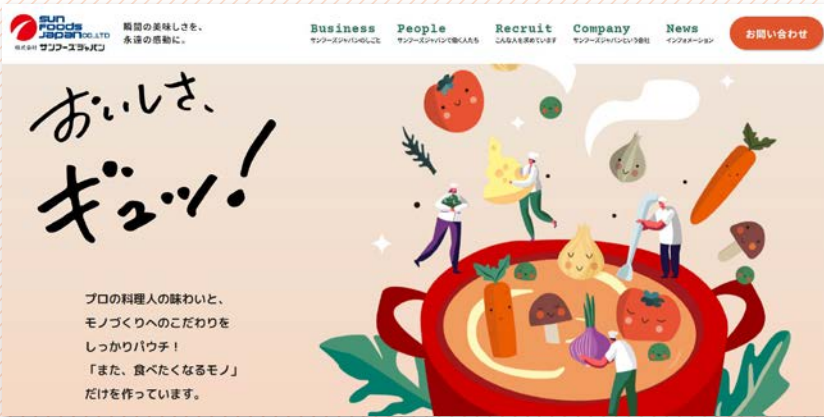 sun
FOODS
Japan CO.,LTD
株式会社 サンフーズジャパン
瞬間の美味しさを、
永遠の感動に。
Business
サンフーズジャパンのしごと
People
サンフーズジャパンで働く人たち
Recruit
こんな人を求めています
Company
サンフーズジャパンという会社
News
インフォメーション
お問い合わせ
おいしさ、
ギュッ!
プロの料理人の味わいと、
モノづくりへのこだわりを
しっかりパウチ!
「また、食べたくなるモノ」
だけを作っています。